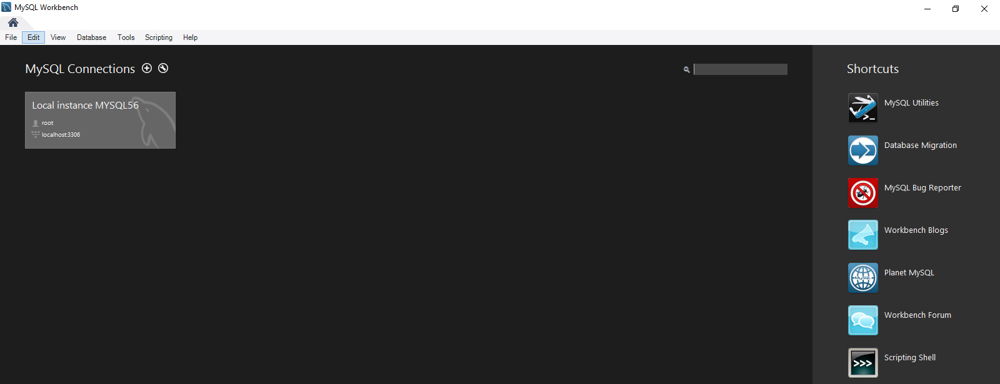 MySQL Workbench
File Edit View Database Tools Scripting Help
MySQL Connections
Local instance MYSQL56
root
localhost:3306
Shortcuts
MySQL Utilities
>_
Database Migration
MySQL Bug Reporter
Workbench Blogs
MySQL
Planet MySQL
Workbench Forum
>>>
Scripting Shell